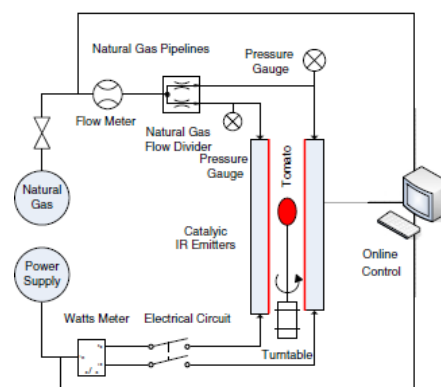 Natural Gas Pipelines
Pressure
Gauge
Flow Meter
Natural Gas
Flow Divider
Pressure
Gauge
Tomato
Natural
Gas
Catalyic
IR Emitters
Online
Control
Power
Supply
Watts Meter
Electrical Circuit
Turntable